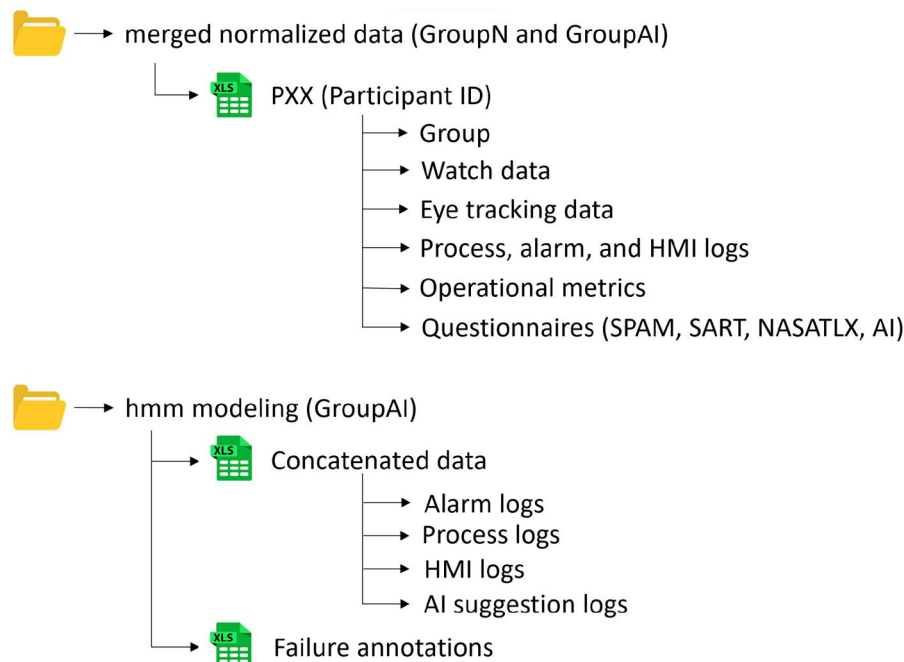 merged normalized data (GroupN and GroupAI)
XLS PXX (Participant ID)
Group
Watch data
Eye tracking data
Process, alarm, and HMI logs
Operational metrics
Questionnaires (SPAM, SART, NASATLX, AI)
hmm modeling (GroupAI)
XLS Concatenated data
Alarm logs
Process logs
HMI logs
AI suggestion logs
XLS Failure annotations